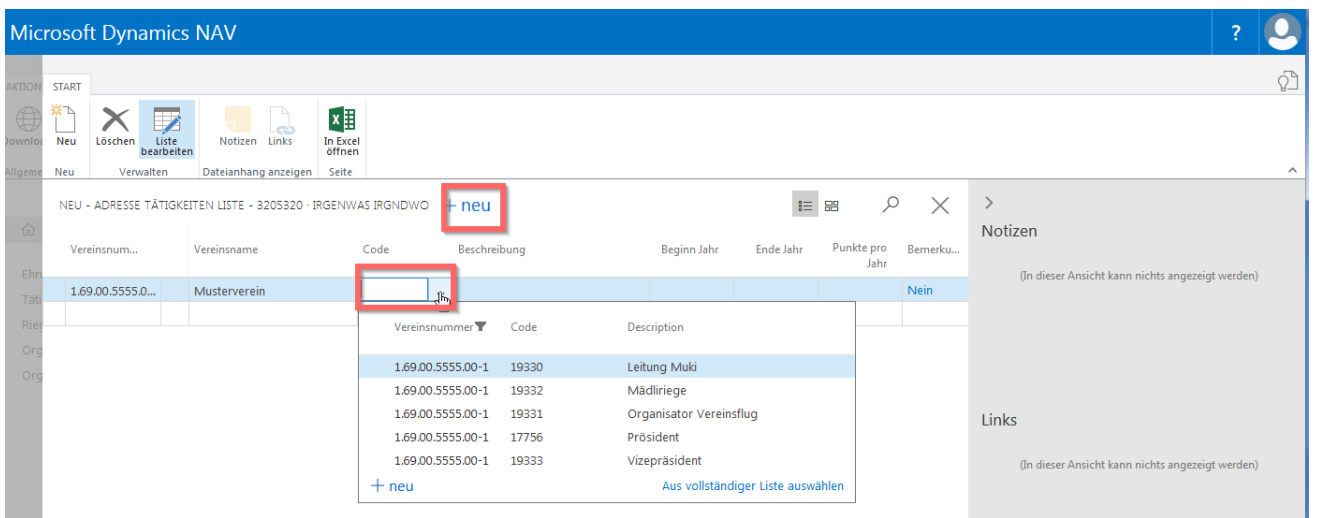 Microsoft Dynamics NAV ?
AKTION START
Neu Löschen Liste bearbeiten Notizen Links In Excel öffnen
Allgeme Neu Verwalten Dateianhang anzeigen Seite
NEU - ADRESSE TÄTIGKEITEN LISTE - 3205320 · IRGENWAS IRGNDWO + neu
Vereinsnum... Vereinsname Code Beschreibung Beginn Jahr Ende Jahr Punkte pro Jahr Bemerku...
1.69.00.5555.0... Musterverein Nein
Vereinsnummer Code Description
1.69.00.5555.00-1 19330 Leitung Muki
1.69.00.5555.00-1 19332 Mädliriege
1.69.00.5555.00-1 19331 Organisator Vereinsflug
1.69.00.5555.00-1 17756 Prösident
1.69.00.5555.00-1 19333 Vizepräsident
+ neu Aus vollständiger Liste auswählen
Ehru
Täti
Rieg
Org
Org
Notizen
(In dieser Ansicht kann nichts angezeigt werden)
Links
(In dieser Ansicht kann nichts angezeigt werden)